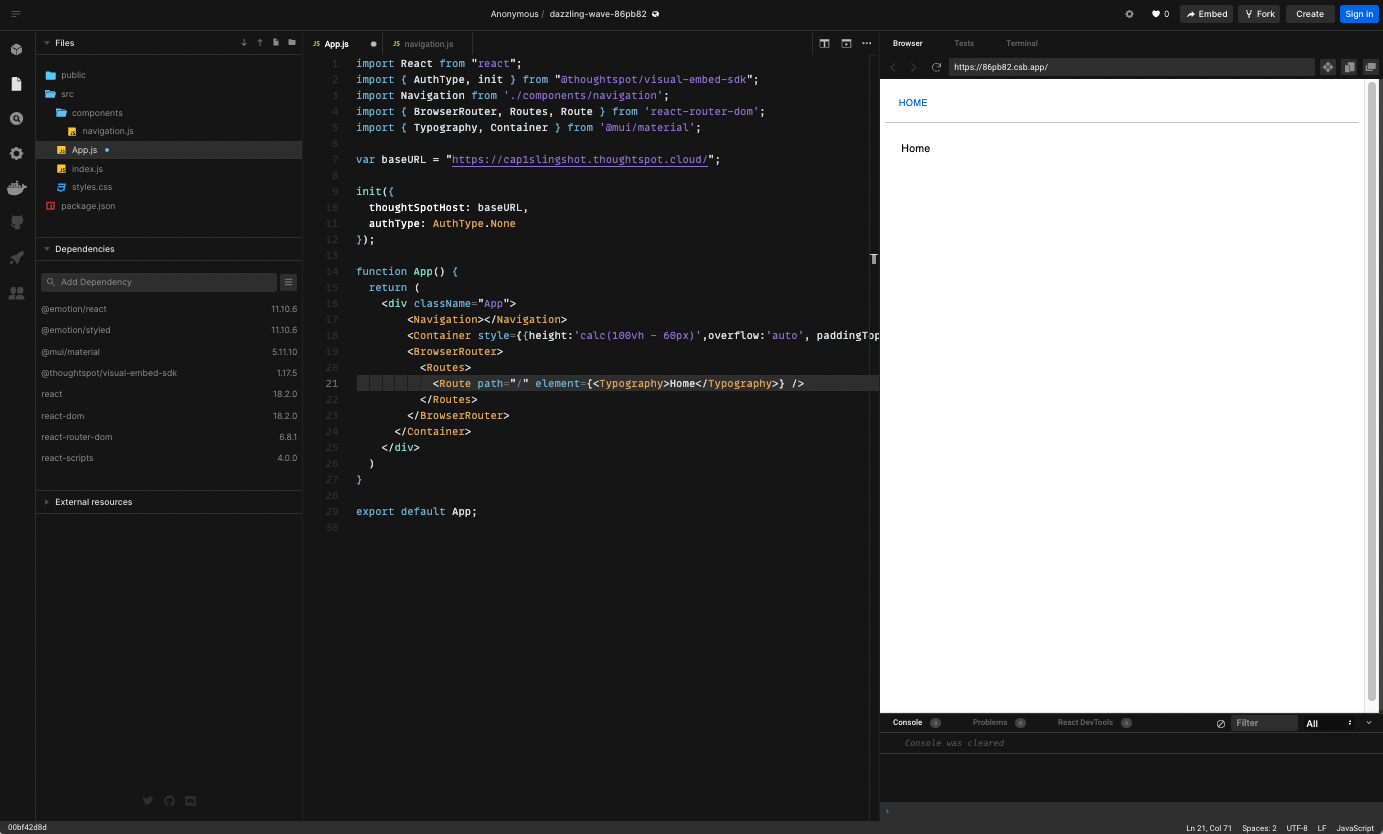 Anonymous / dazzling-wave-86pb82
0
Embed
Fork
Create
Sign in
Files
public
src
components
navigation.js
App.js
index.js
styles.css
package.json
Dependencies
Add Dependency
@emotion/react 11.10.6
@emotion/styled 11.10.6
@mui/material 5.11.10
@thoughtspot/visual-embed-sdk 1.17.5
react 18.2.0
react-dom 18.2.0
react-router-dom 6.8.1
react-scripts 4.0.0
External resources
JS App.js
JS navigation.js
1 import React from "react";
2 import { AuthType, init } from "@thoughtspot/visual-embed-sdk";
3 import Navigation from './components/navigation';
4 import { BrowserRouter, Routes, Route } from 'react-router-dom';
5 import { Typography, Container } from '@mui/material';
6
7 var baseURL = "https://cap1slingshot.thoughtspot.cloud/";
8
9 init({
10 thoughtSpotHost: baseURL,
11 authType: AuthType.None
12 });
13
14 function App() {
15 return (
16 <div className="App">
17 <Navigation></Navigation>
18 <Container style={{height:'calc(100vh - 60px)',overflow:'auto', paddingTop
19 <BrowserRouter>
20 <Routes>
21 <Route path="/" element={<Typography>Home</Typography>} />
22 </Routes>
23 </BrowserRouter>
24 </Container>
25 </div>
26 )
27 }
28
29 export default App;
30
Browser
Tests
Terminal
https://86pb82.csb.app/
HOME
Home
Console 0
Problems 0
React DevTools 0
Filter
All
Console was cleared
00bf42d8d
Ln 21, Col 71
Spaces: 2
UTF-8
LF
JavaScript